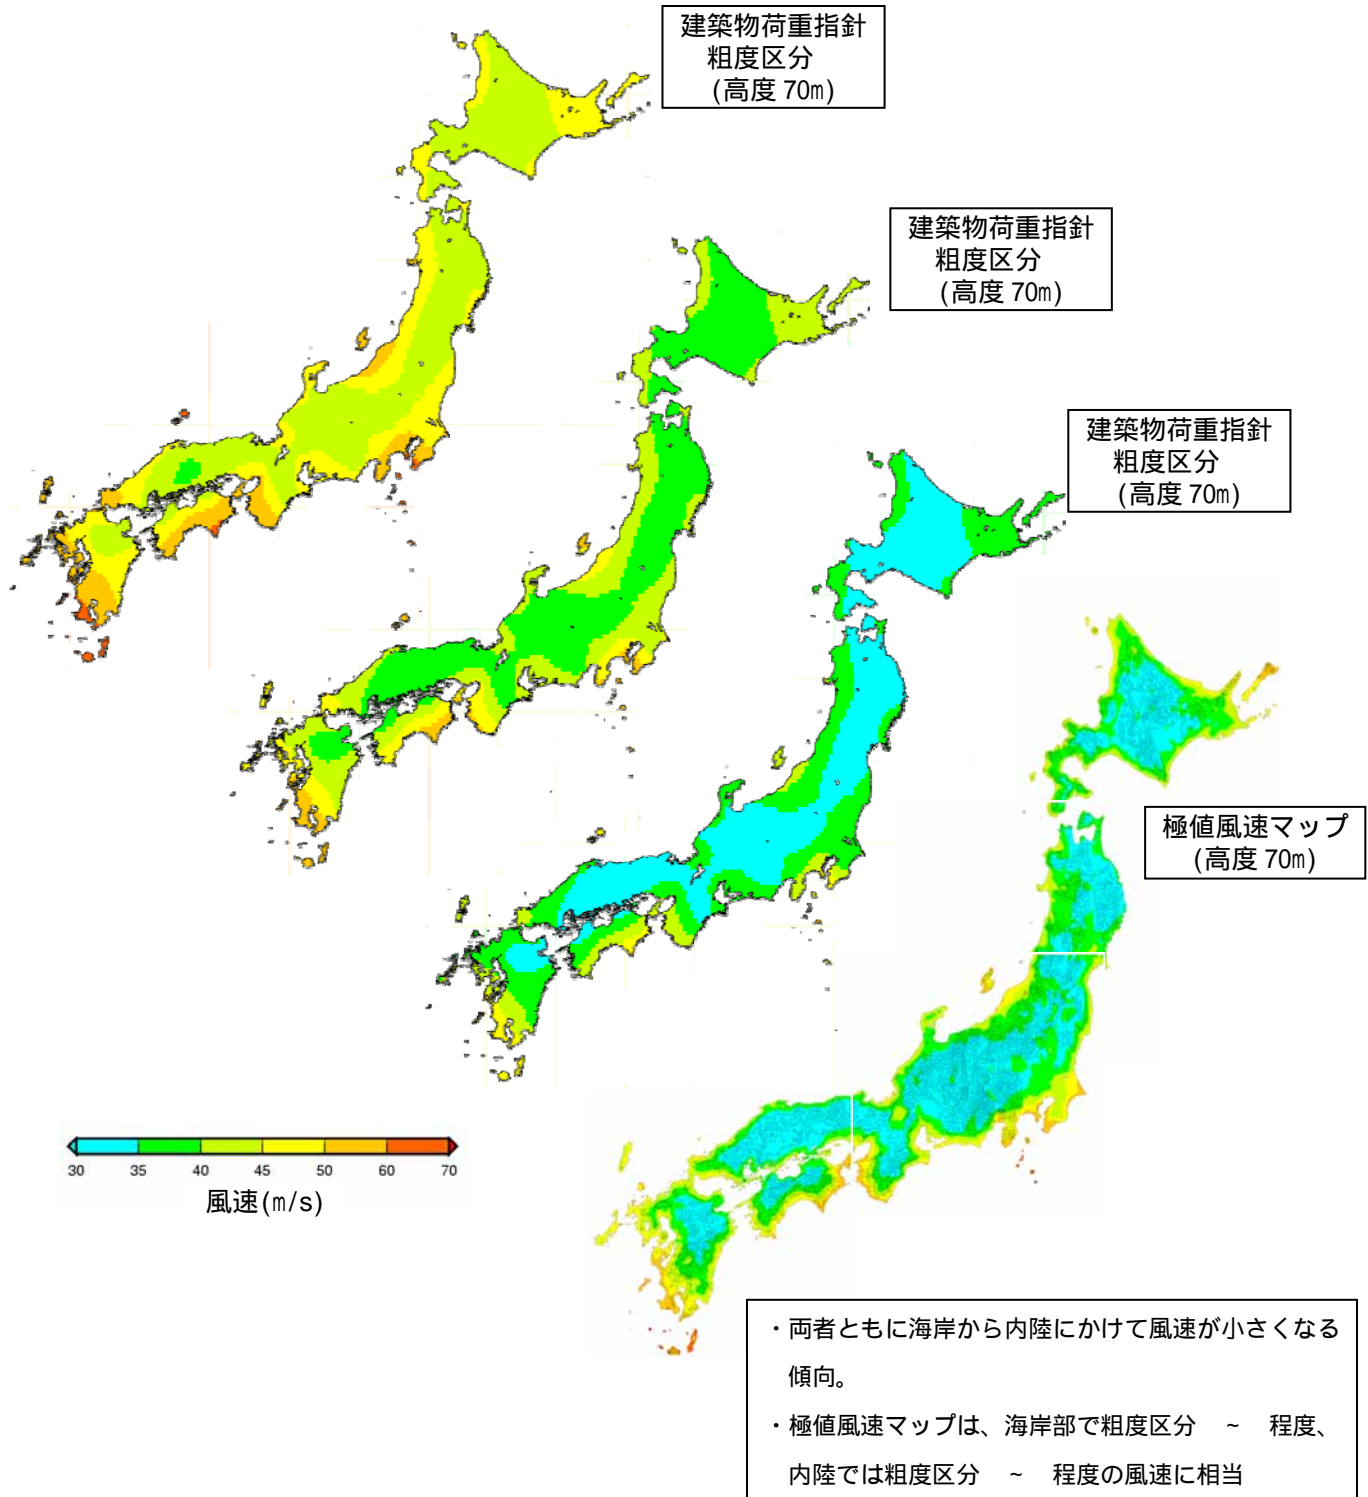 建築物荷重指針
粗度区分
(高度 70m)
建築物荷重指針
粗度区分
(高度 70m)
建築物荷重指針
粗度区分
(高度 70m)
極値風速マップ
(高度 70m)
30 35 40 45 50 60 70
風速(m/s)
・両者ともに海岸から内陸にかけて風速が小さくなる
傾向。
・極値風速マップは、海岸部で粗度区分 ~ 程度、
内陸では粗度区分 ~ 程度の風速に相当